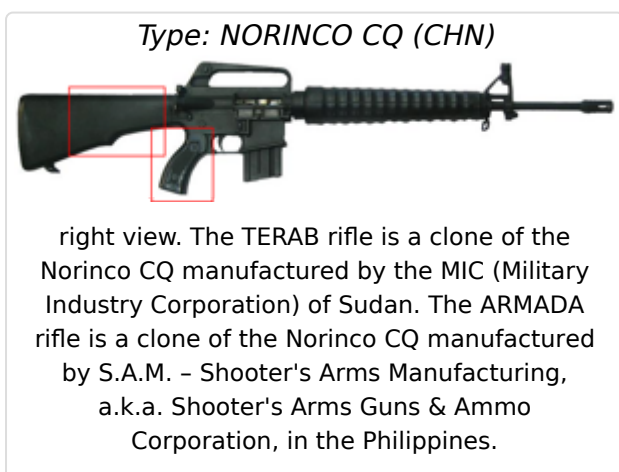 Type: NORINCO CQ (CHN)
right view. The TERAB rifle is a clone of the
Norinco CQ manufactured by the MIC (Military
Industry Corporation) of Sudan. The ARMADA
rifle is a clone of the Norinco CQ manufactured
by S.A.M. – Shooter's Arms Manufacturing,
a.k.a. Shooter's Arms Guns & Ammo
Corporation, in the Philippines.